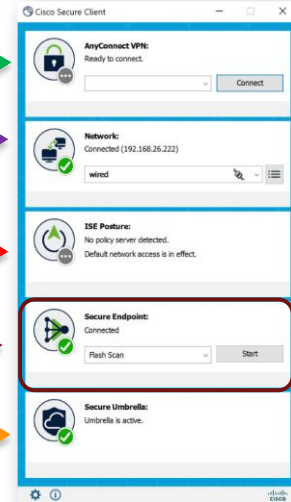 Cisco Secure Client
AnyConnect VPN:
Ready to connect.
Connect
Network:
Connected (192.168.26.222)
wired
ISE Posture:
No policy server detected.
Default network access is in effect.
Secure Endpoint:
Connected
Flash Scan
Start
Secure Umbrella:
Umbrella is active.
CISCO